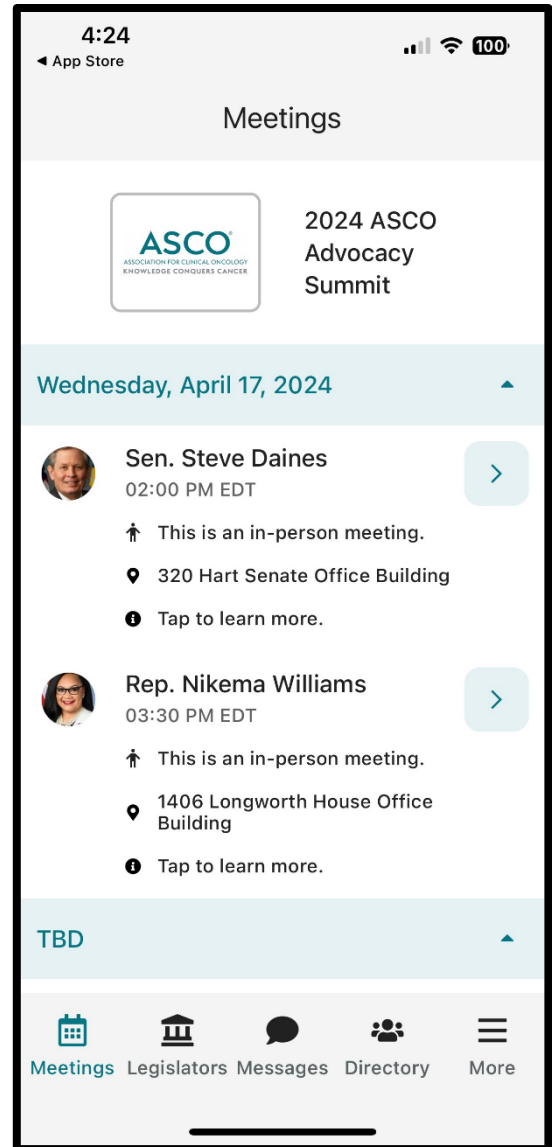 4:24
◀ App Store
100
Meetings
ASCO®
ASSOCIATION FOR CLINICAL ONCOLOGY
KNOWLEDGE CONQUERS CANCER
2024 ASCO
Advocacy
Summit
Wednesday, April 17, 2024
Sen. Steve Daines
02:00 PM EDT
This is an in-person meeting.
320 Hart Senate Office Building
Tap to learn more.
Rep. Nikema Williams
03:30 PM EDT
This is an in-person meeting.
1406 Longworth House Office
Building
Tap to learn more.
TBD
Meetings Legislators Messages Directory More